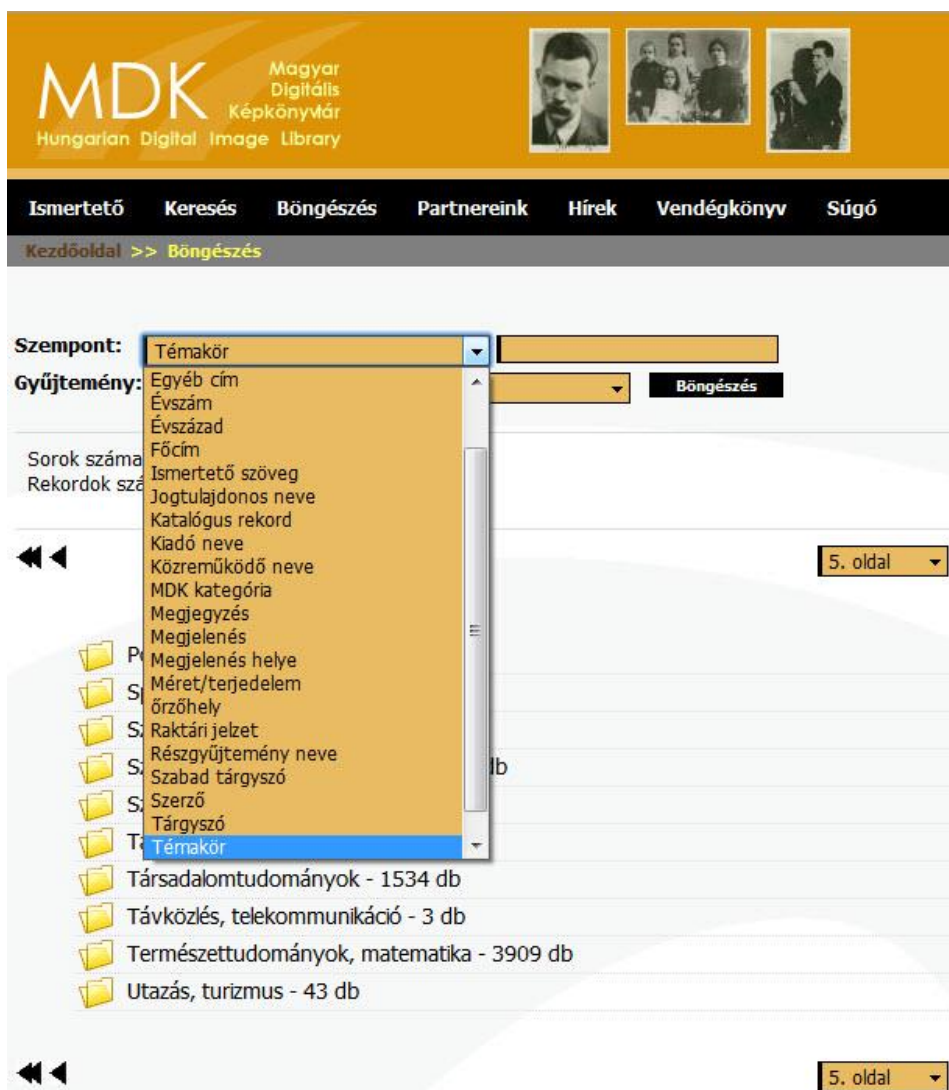 MDK
Magyar
Digitális
Képkönyvtár
Hungarian Digital Image Library
Ismertető Keresés Böngészés Partnereink Hírek Vendégkönyv Súgó
Kezdőoldal >> Böngészés
Szempont: Témakör
Gyűjtemény: Böngészés
Egyéb cím
Évszám
Évszázad
Főcím
Ismertető szöveg
Jogtulajdonos neve
Katalógus rekord
Kiadó neve
Közreműködő neve
MDK kategória
Megjegyzés
Megjelenés
Megjelenés helye
Méret/terjedelem
őrzőhely
Raktári jelzet
Részgyűjtemény neve
Szabad tárgyszó
Szerző
Tárgyszó
Témakör
Sorok száma
Rekordok
5. oldal
db
Társadalomtudományok - 1534 db
Távközlés, telekommunikáció - 3 db
Természettudományok, matematika - 3909 db
Utazás, turizmus - 43 db
5. oldal